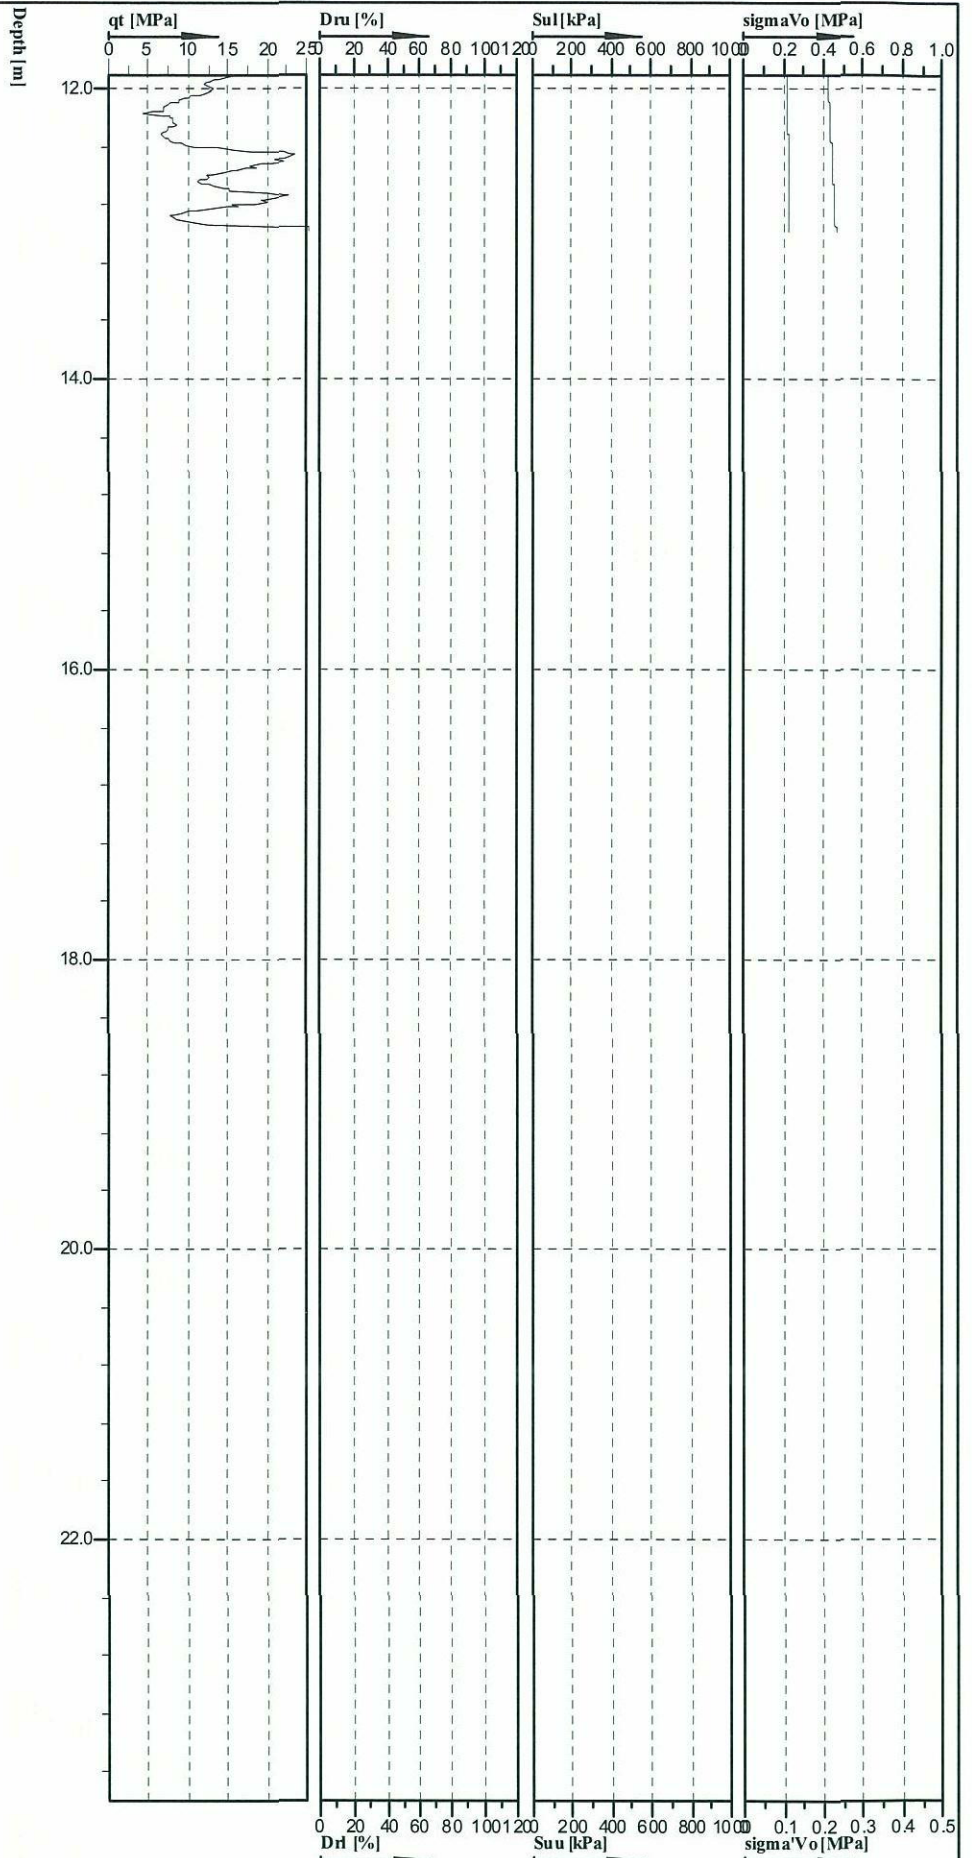 Depth [m]
qt [MPa]
Dru [%]
Sul [kPa]
sigmaVo [MPa]
0 5 10 15 20 25
0 20 40 60 80 100 120
0 200 400 600 800 1000
0 0.2 0.4 0.6 0.8 1.0
12.0
14.0
16.0
18.0
20.0
22.0
0 20 40 60 80 100 120
0 200 400 600 800 1000
0 0.1 0.2 0.3 0.4 0.5
Drl [%]
Suu [kPa]
sigma'Vo [MPa]